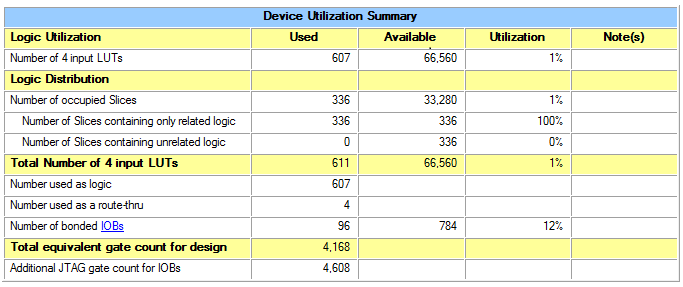 Device Utilization Summary
Logic Utilization Used Available Utilization Note(s)
Number of 4 input LUTs 607 66,560 1%
Logic Distribution
Number of occupied Slices 336 33,280 1%
Number of Slices containing only related logic 336 336 100%
Number of Slices containing unrelated logic 0 336 0%
Total Number of 4 input LUTs 611 66,560 1%
Number used as logic 607
Number used as a route-thru 4
Number of bonded IOBs 96 784 12%
Total equivalent gate count for design 4,168
Additional JTAG gate count for IOBs 4,608